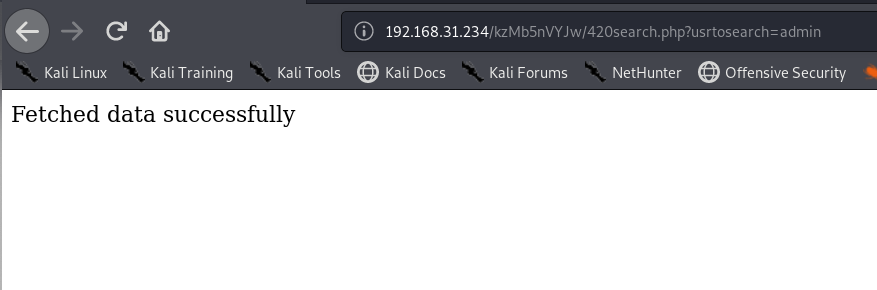 192.168.31.234/kzMb5nVYJw/420search.php?usrtosearch=admin
Kali Linux Kali Training Kali Tools Kali Docs Kali Forums NetHunter Offensive Security
Fetched data successfully